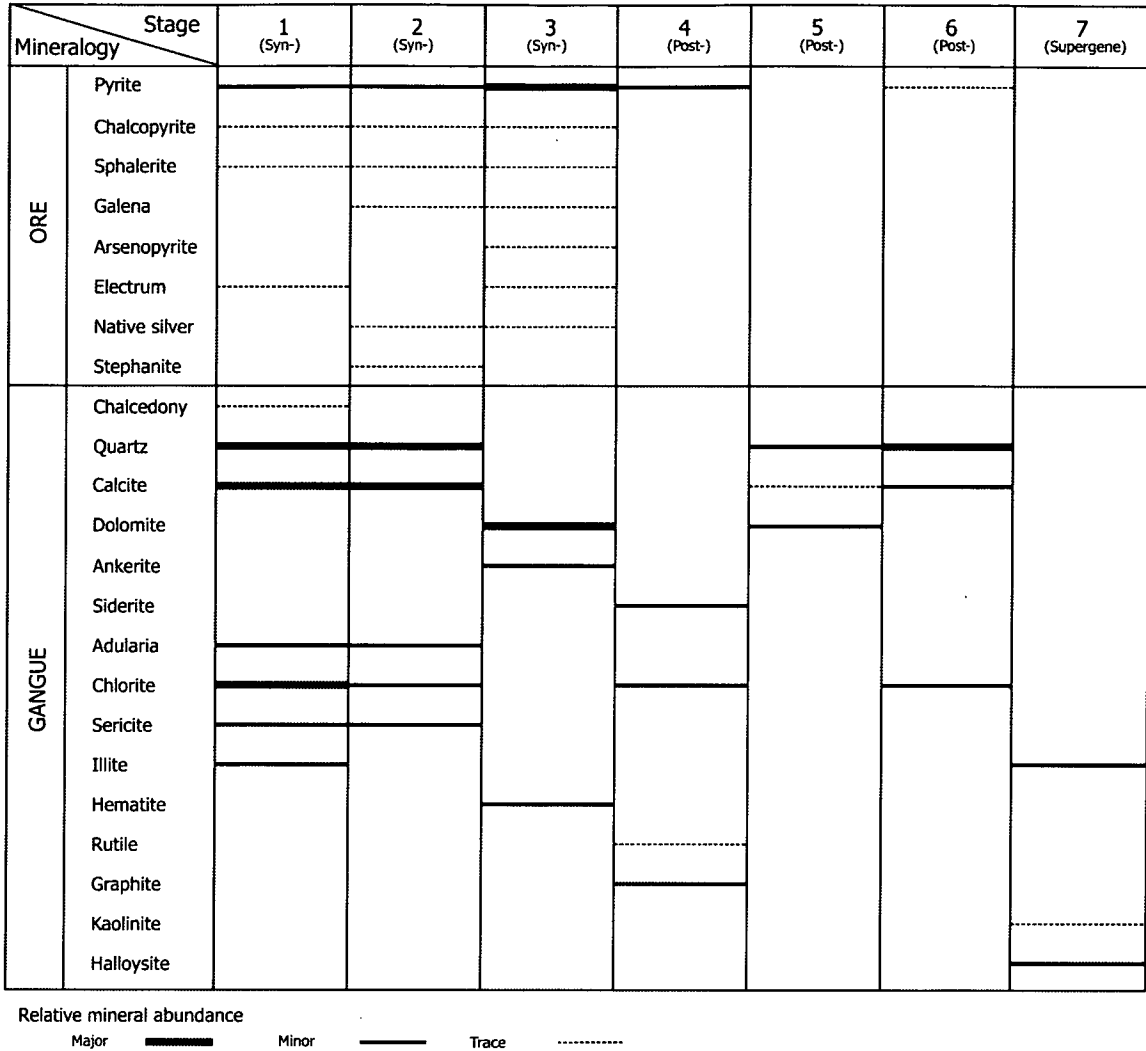 Stage
Mineralogy
1 2 3 4 5 6 7
(Syn-) (Syn-) (Syn-) (Post-) (Post-) (Post-) (Supergene)
ORE
Pyrite
Chalcopyrite
Sphalerite
Galena
Arsenopyrite
Electrum
Native silver
Stephanite
GANGUE
Chalcedony
Quartz
Calcite
Dolomite
Ankerite
Siderite
Adularia
Chlorite
Sericite
Illite
Hematite
Rutile
Graphite
Kaolinite
Halloysite
Relative mineral abundance
Major Minor Trace